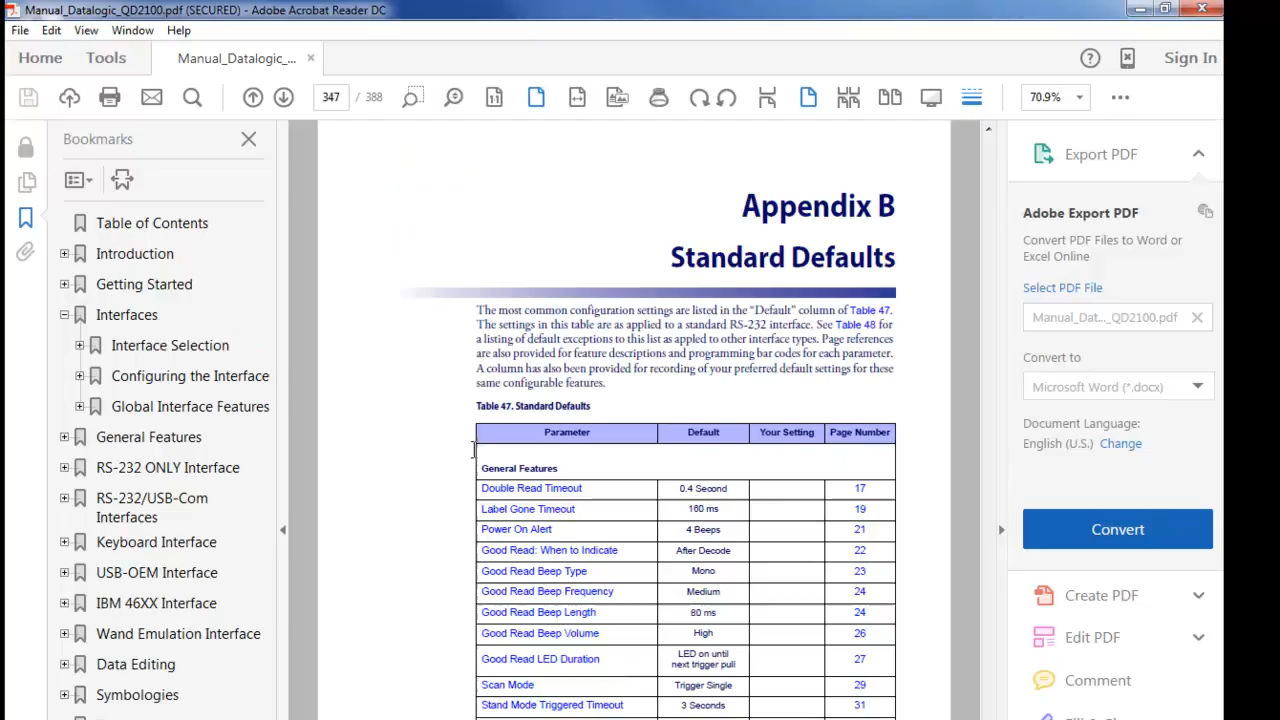 Manual_Datalogic_QD2100.pdf (SECURED) - Adobe Acrobat Reader DC
File Edit View Window Help
Home Tools Manual_Datalogic_... × Sign In
347 / 388 70.9%
Bookmarks
Table of Contents
Introduction
Getting Started
Interfaces
Interface Selection
Configuring the Interface
Global Interface Features
General Features
RS-232 ONLY Interface
RS-232/USB-Com
Interfaces
Keyboard Interface
USB-OEM Interface
IBM 46XX Interface
Wand Emulation Interface
Data Editing
Symbologies
Appendix B
Standard Defaults
The most common configuration settings are listed in the “Default” column of Table 47.
The settings in this table are as applied to a standard RS-232 interface. See Table 48 for
a listing of default exceptions to this list as applied to other interface types. Page references
are also provided for feature descriptions and programming bar codes for each parameter.
A column has also been provided for recording of your preferred default settings for these
same configurable features.
Table 47. Standard Defaults
Parameter Default Your Setting Page Number
General Features
Double Read Timeout 0.4 Second 17
Label Gone Timeout 160 ms 19
Power On Alert 4 Beeps 21
Good Read: When to Indicate After Decode 22
Good Read Beep Type Mono 23
Good Read Beep Frequency Medium 24
Good Read Beep Length 80 ms 24
Good Read Beep Volume High 26
Good Read LED Duration LED on until
next trigger pull 27
Scan Mode Trigger Single 29
Stand Mode Triggered Timeout 3 Seconds 31
Export PDF
Adobe Export PDF
Convert PDF Files to Word or
Excel Online
Select PDF File
Manual_Dat..._QD2100.pdf
Convert to
Microsoft Word (*.docx)
Document Language:
English (U.S.) Change
Convert
Create PDF
Edit PDF
Comment